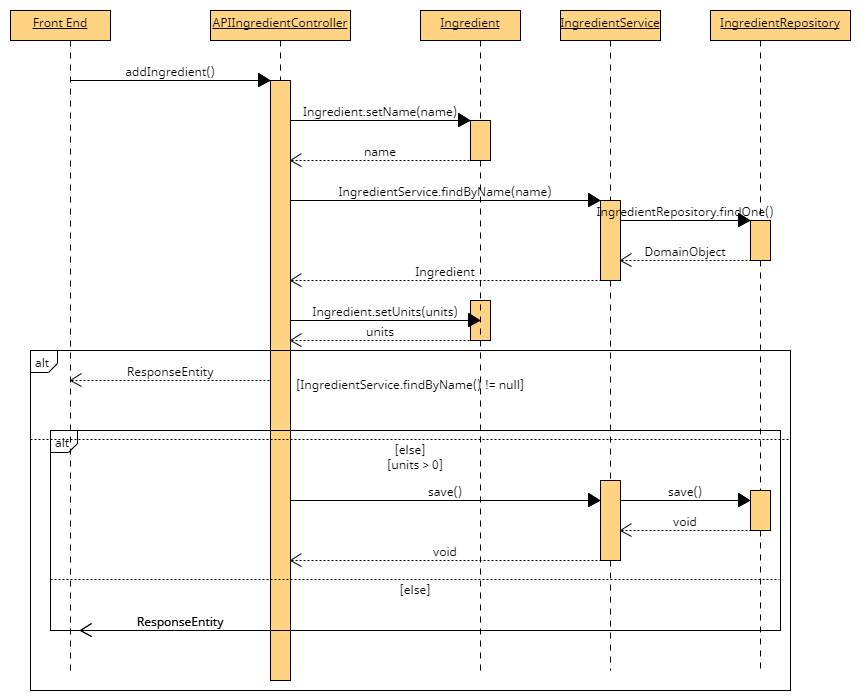 Front End
APIIngredientController
Ingredient
IngredientService
IngredientRepository
addIngredient()
Ingredient.setName(name)
name
IngredientService.findByName(name)
IngredientRepository.findOne()
DomainObject
Ingredient
Ingredient.setUnits(units)
units
alt
ResponseEntity
[IngredientService.findByName() != null]
alt
[else]
[units > 0]
save()
save()
void
void
[else]
ResponseEntity